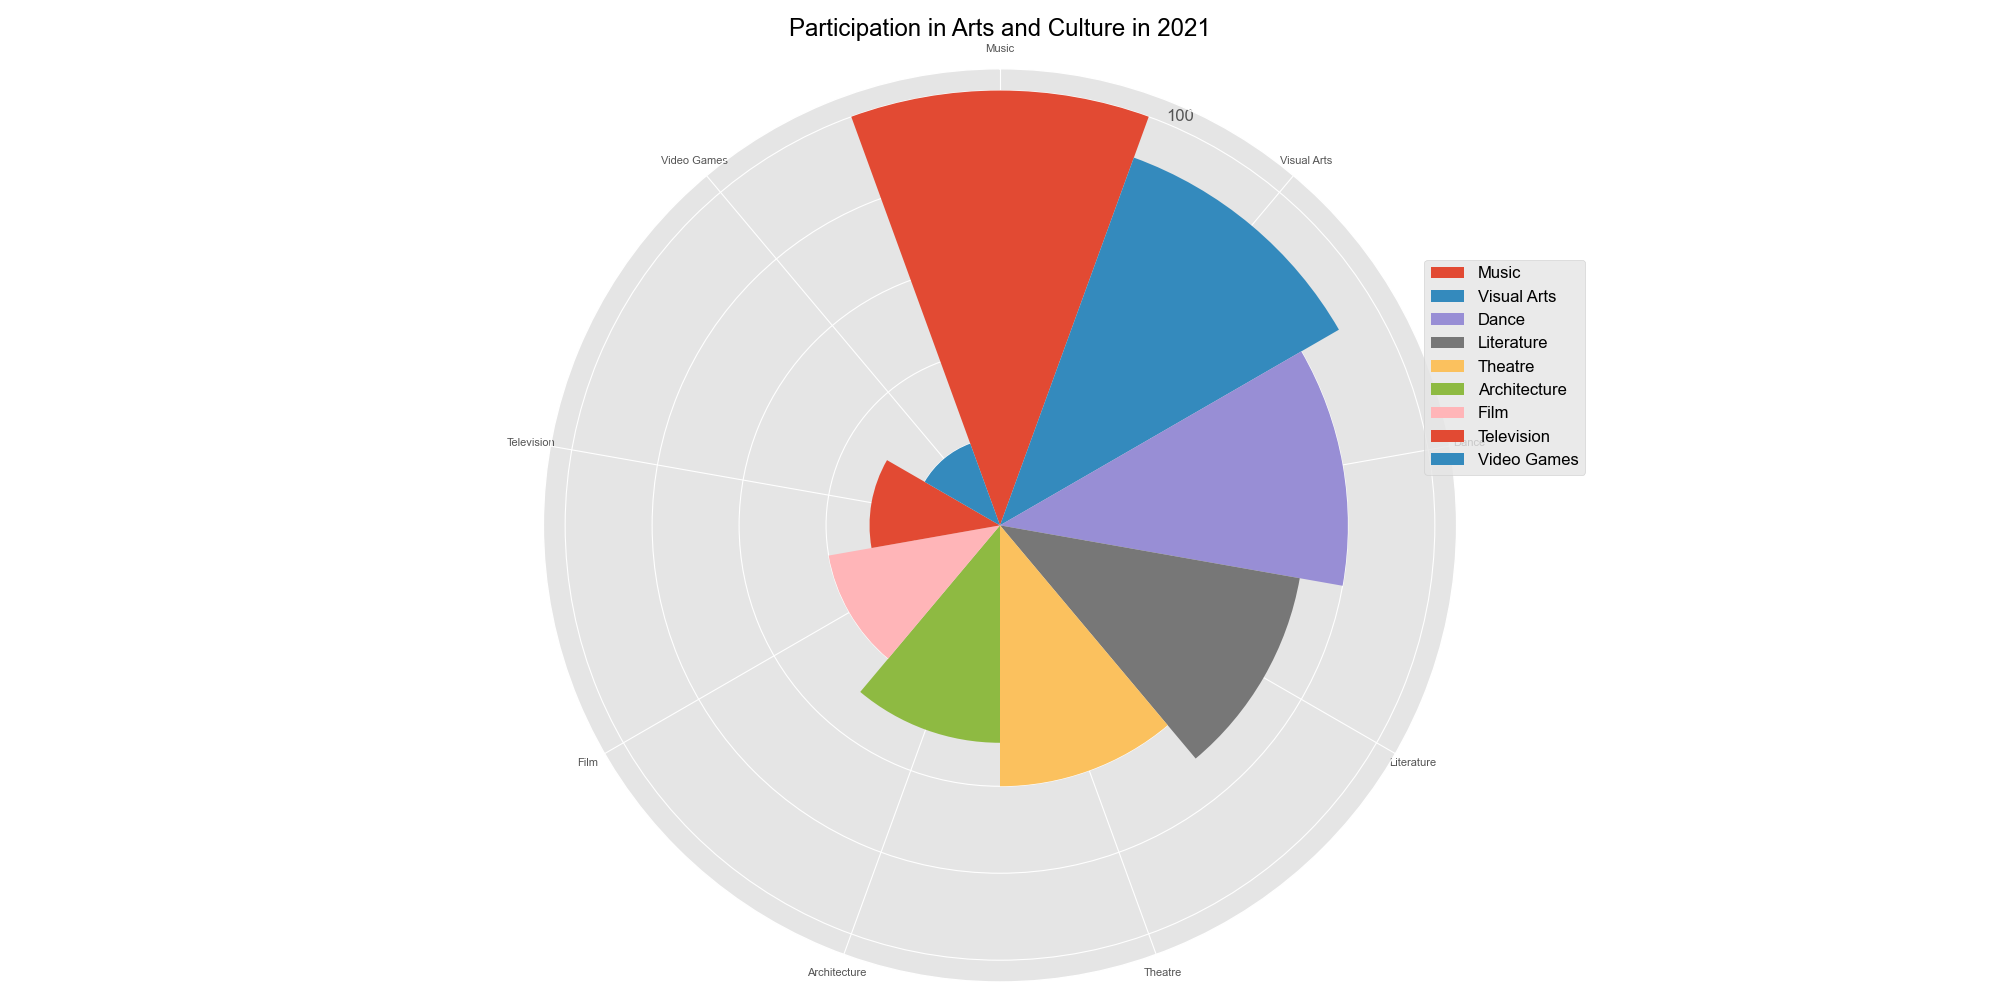 Participation in Arts and Culture in 2021
Music
100
Video Games
Visual Arts
Music
Visual Arts
Dance
Literature
Theatre
Architecture
Film
Television
Video Games
Television
Dance
Film
Literature
Architecture
Theatre